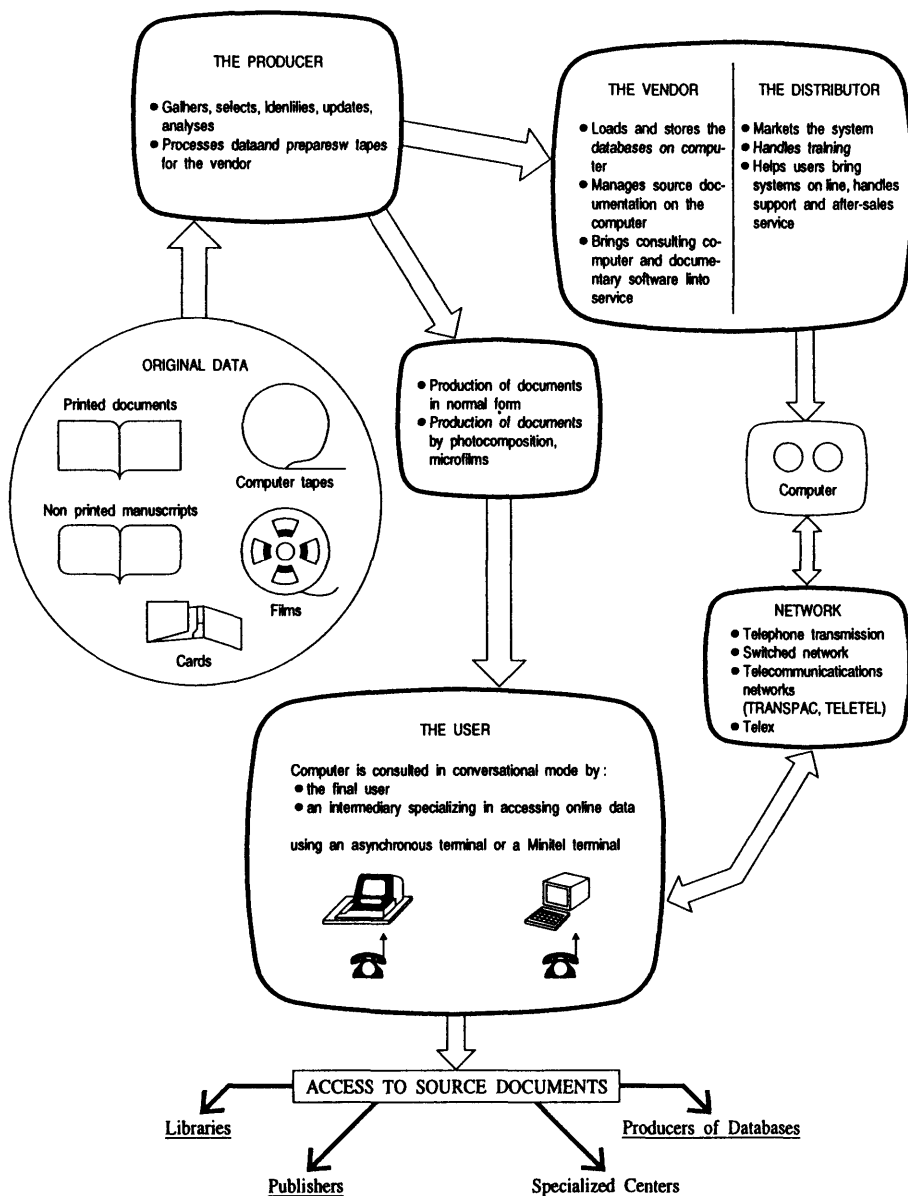 THE PRODUCER
● Galhers, selects, Idenlilies, updates,
analyses
● Processes dataand preparesw tapes
for the vendor
THE VENDOR
● Loads and stores the
databases on compu-
ter
● Manages source doc-
umentation on the
computer
● Brings consulting com-
puter and docume-
ntary software linto
service
THE DISTRIBUTOR
● Markets the system
● Handles training
● Helps users bring
systems on line, handles
support and after-sales
service
ORIGINAL DATA
Printed documents
Computer tapes
Non printed manuscrripts
Films
Cards
● Production of documents
in normal form
● Production of documents
by photocomposition,
microfilms
Computer
NETWORK
● Telephone transmission
● Switched network
● Telecommunicatications
networks
(TRANSPAC, TELETEL)
● Telex
THE USER
Computer is consulted in conversational mode by :
● the final user
● an intermediary specializing in accessing online data
using an asynchronous terminal or a Minitel terminal
ACCESS TO SOURCE DOCUMENTS
Libraries
Producers of Databases
Publishers
Specialized Centers